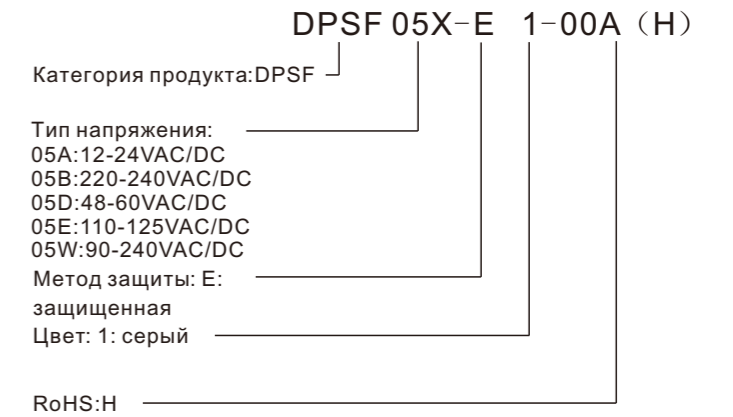 DPSF 05X-E 1-00A（H）
Категория продукта:DPSF
Тип напряжения:
05A:12-24VAC/DC
05B:220-240VAC/DC
05D:48-60VAC/DC
05E:110-125VAC/DC
05W:90-240VAC/DC
Метод защиты: E:
защищенная
Цвет: 1: серый
RoHS:H